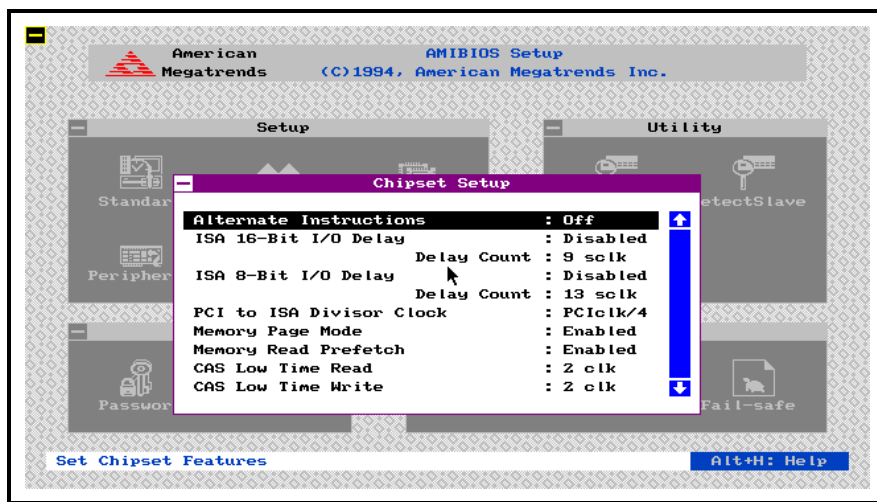 American AMIBIOS Setup
Megatrends (C)1994, American Megatrends Inc.
Setup
Utility
Chipset Setup
Standar
etectSlave
Alternate Instructions : Off
ISA 16-Bit I/O Delay : Disabled
Delay Count : 9 sclk
ISA 8-Bit I/O Delay : Disabled
Delay Count : 13 sclk
PCI to ISA Divisor Clock : PCIclk/4
Memory Page Mode : Enabled
Memory Read Prefetch : Enabled
CAS Low Time Read : 2 clk
CAS Low Time Write : 2 clk
Peripher
Passwor
Fail-safe
Set Chipset Features
Alt+H: Help